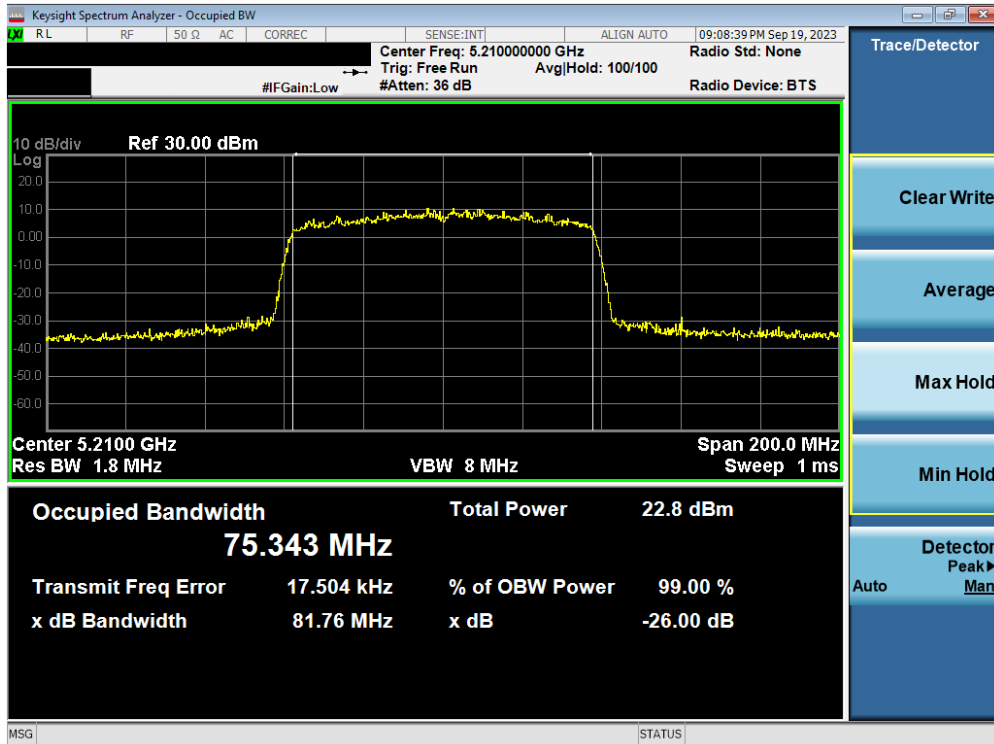 Keysight Spectrum Analyzer - Occupied BW
LXI RL RF 50 Ω AC CORREC SENSE:INT ALIGN AUTO 09:08:39 PM Sep 19, 2023
Center Freq: 5.210000000 GHz Radio Std: None
Trig: Free Run Avg|Hold: 100/100
#IFGain:Low #Atten: 36 dB Radio Device: BTS
10 dB/div Ref 30.00 dBm
Log
20.0
10.0
0.00
-10.0
-20.0
-30.0
-40.0
-50.0
-60.0
Center 5.2100 GHz Span 200.0 MHz
Res BW 1.8 MHz VBW 8 MHz Sweep 1 ms
Occupied Bandwidth Total Power 22.8 dBm
75.343 MHz
Transmit Freq Error 17.504 kHz % of OBW Power 99.00 %
x dB Bandwidth 81.76 MHz x dB -26.00 dB
MSG STATUS
Trace/Detector
Clear Write
Average
Max Hold
Min Hold
Detector
Peak▶
Auto Man